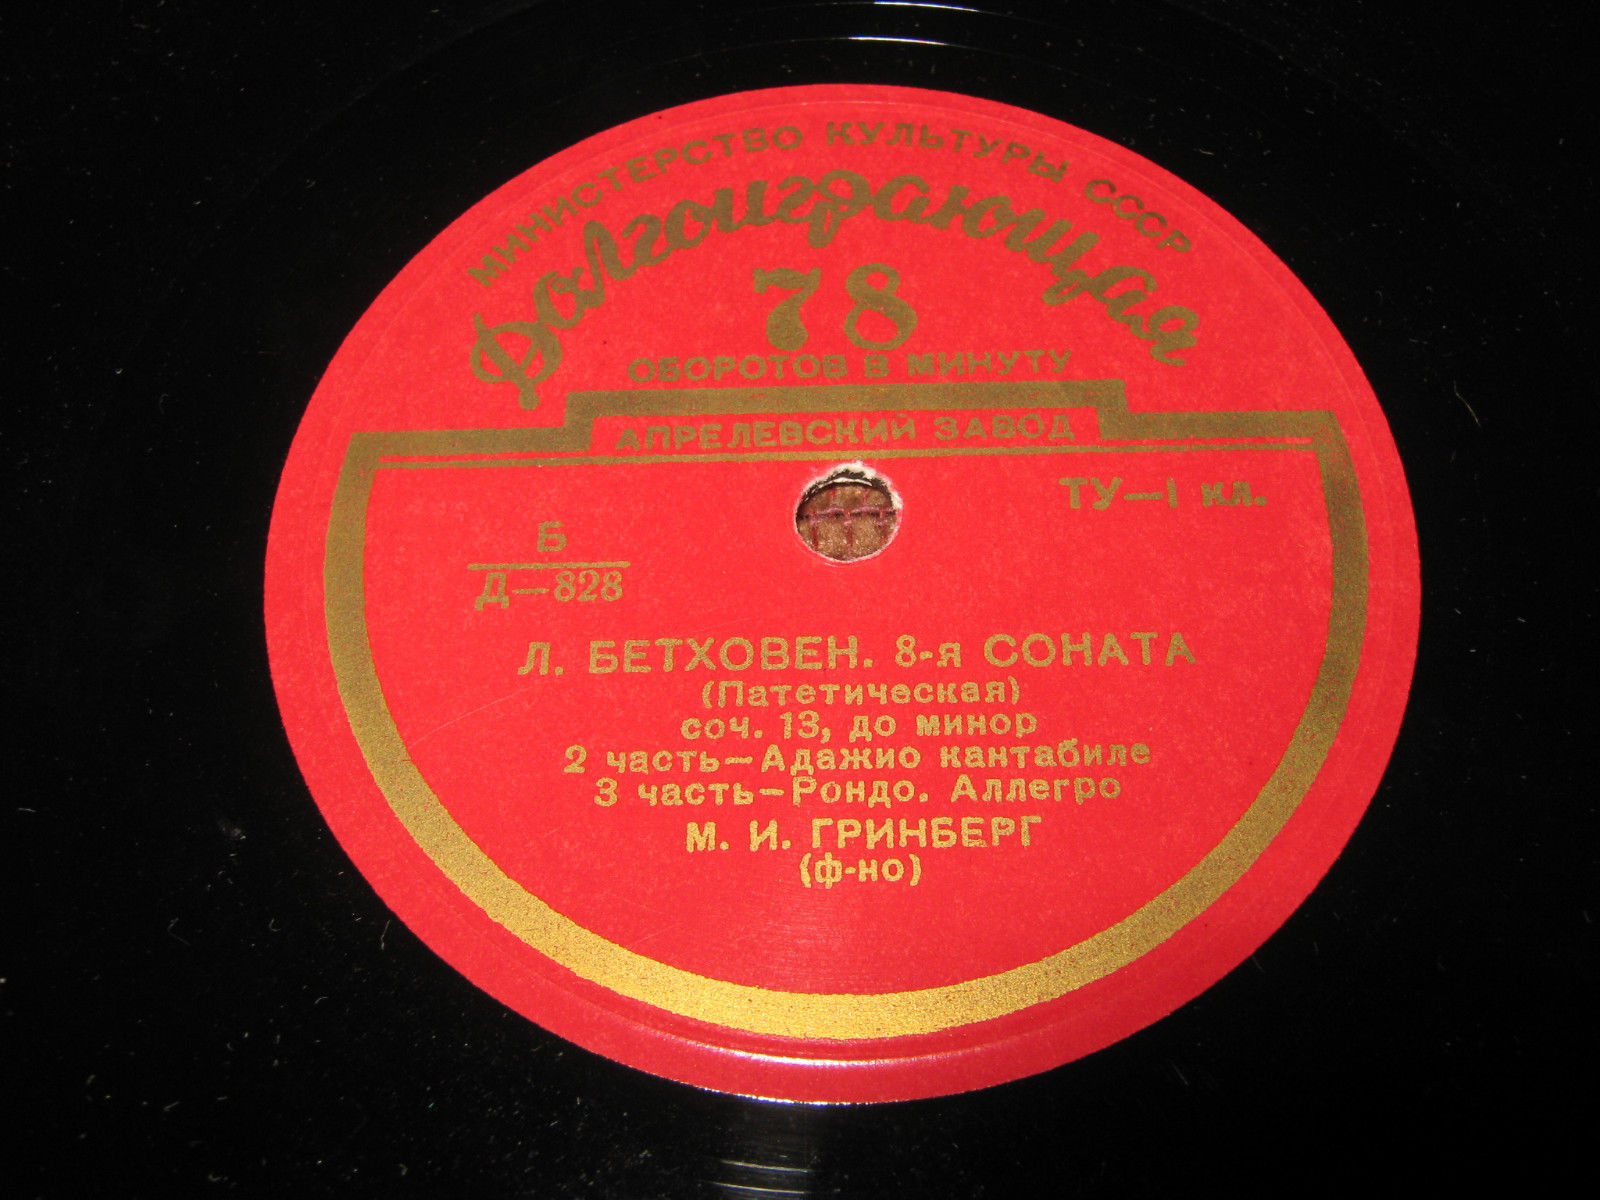 МИНИСТЕРСТВО КУЛЬТУРЫ СССР
Долгоиграющая
78
ОБОРОТОВ В МИНУТУ
АПРЕЛЕВСКИЙ ЗАВОД
ТУ—1 кл.
Б
Д—828
Л. БЕТХОВЕН. 8-я СОНАТА
(Патетическая)
соч. 13, до минор
2 часть—Адажио кантабиле
3 часть—Рондо. Аллегро
М. И. ГРИНБЕРГ
(ф-но)